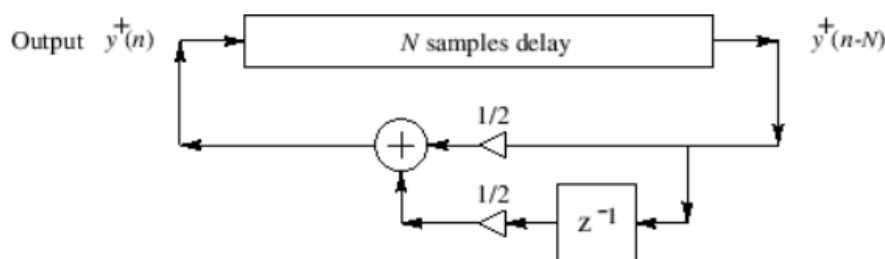 Output y⁺(n)
N samples delay
y⁺(n-N)
1/2
+
1/2
z⁻¹